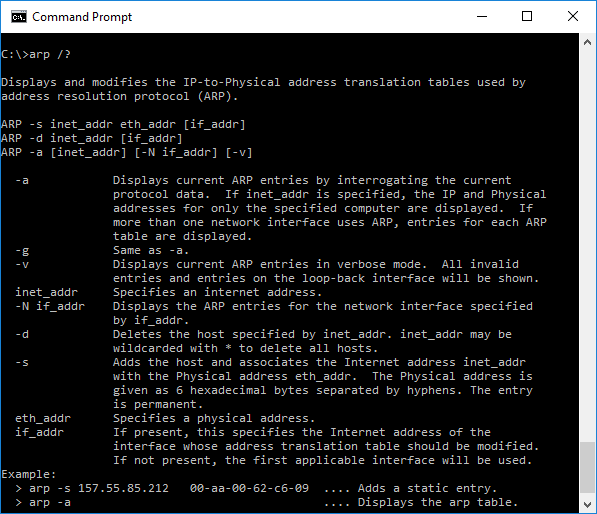 Command Prompt
C:\>arp /?
Displays and modifies the IP-to-Physical address translation tables used by
address resolution protocol (ARP).
ARP -s inet_addr eth_addr [if_addr]
ARP -d inet_addr [if_addr]
ARP -a [inet_addr] [-N if_addr] [-v]
  -a            Displays current ARP entries by interrogating the current
                protocol data.  If inet_addr is specified, the IP and Physical
                addresses for only the specified computer are displayed.  If
                more than one network interface uses ARP, entries for each ARP
                table are displayed.
  -g            Same as -a.
  -v            Displays current ARP entries in verbose mode.  All invalid
                entries and entries on the loop-back interface will be shown.
  inet_addr     Specifies an internet address.
  -N if_addr    Displays the ARP entries for the network interface specified
                by if_addr.
  -d            Deletes the host specified by inet_addr. inet_addr may be
                wildcarded with * to delete all hosts.
  -s            Adds the host and associates the Internet address inet_addr
                with the Physical address eth_addr.  The Physical address is
                given as 6 hexadecimal bytes separated by hyphens. The entry
                is permanent.
  eth_addr      Specifies a physical address.
  if_addr       If present, this specifies the Internet address of the
                interface whose address translation table should be modified.
                If not present, the first applicable interface will be used.
Example:
  > arp -s 157.55.85.212   00-aa-00-62-c6-09  .... Adds a static entry.
  > arp -a                                    .... Displays the arp table.